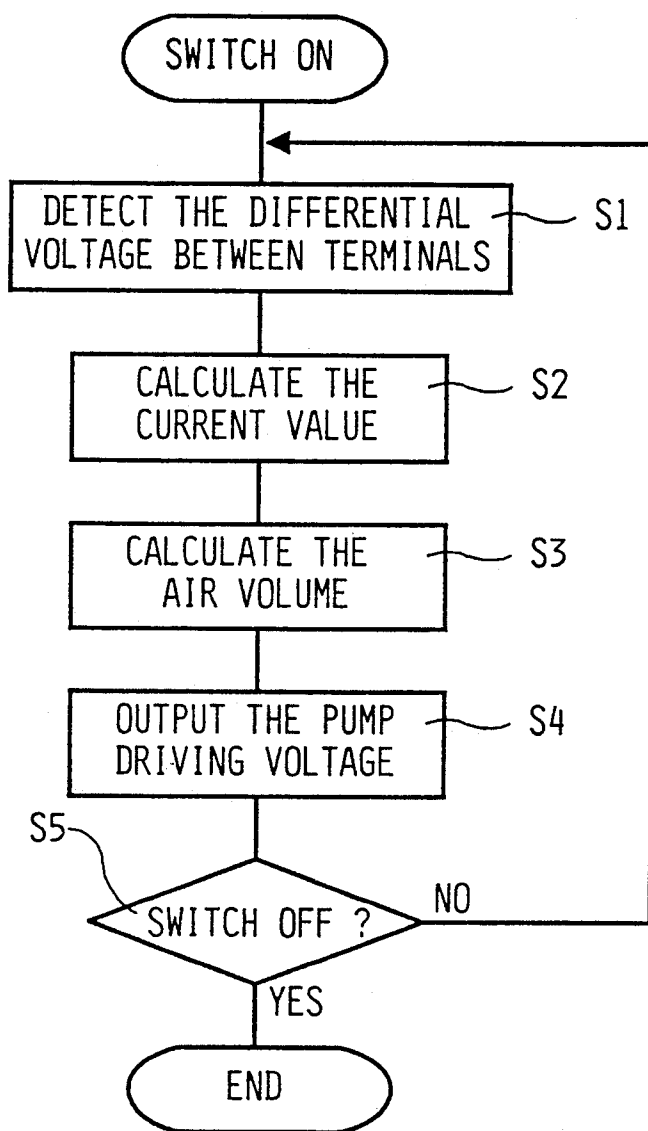 SWITCH ON
DETECT THE DIFFERENTIAL
VOLTAGE BETWEEN TERMINALS
S1
CALCULATE THE
CURRENT VALUE
S2
CALCULATE THE
AIR VOLUME
S3
OUTPUT THE PUMP
DRIVING VOLTAGE
S4
S5
SWITCH OFF ?
NO
YES
END